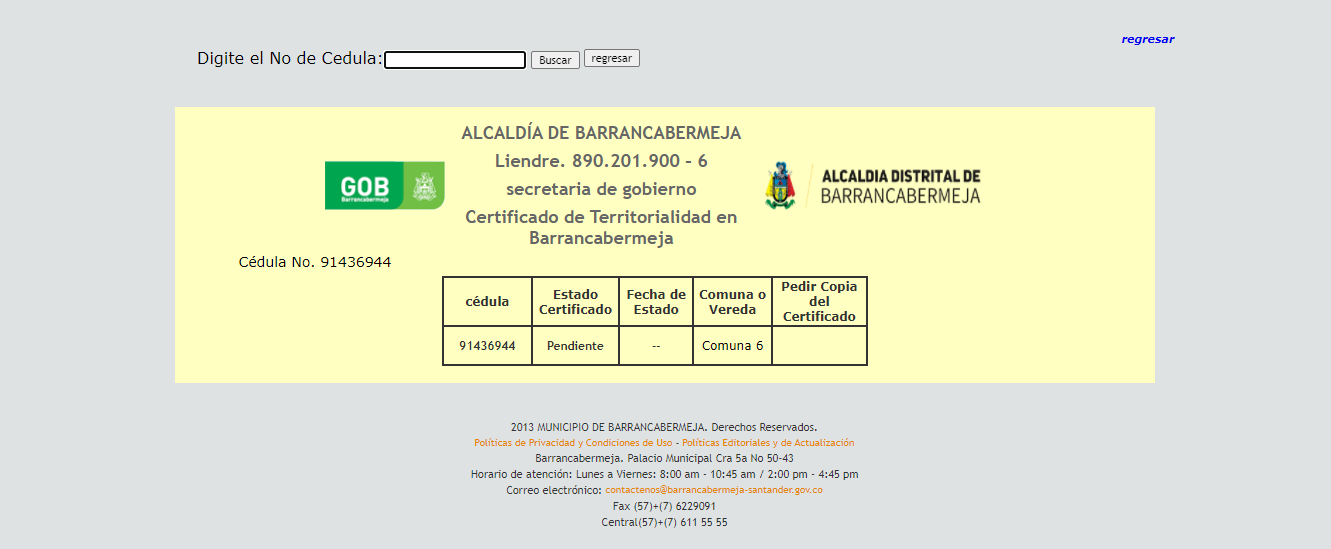 regresar
Digite el No de Cedula: Buscar regresar
ALCALDÍA DE BARRANCABERMEJA
Liendre. 890.201.900 - 6
secretaria de gobierno
Certificado de Territorialidad en
Barrancabermeja
GOB
Barrancabermeja
ALCALDIA DISTRITAL DE
BARRANCABERMEJA
Cédula No. 91436944
cédula
Estado
Certificado
Fecha de
Estado
Comuna o
Vereda
Pedir Copia
del
Certificado
91436944 Pendiente -- Comuna 6
2013 MUNICIPIO DE BARRANCABERMEJA. Derechos Reservados.
Políticas de Privacidad y Condiciones de Uso - Políticas Editoriales y de Actualización
Barrancabermeja. Palacio Municipal Cra 5a No 50-43
Horario de atención: Lunes a Viernes: 8:00 am - 10:45 am / 2:00 pm - 4:45 pm
Correo electrónico: contactenos@barrancabermeja-santander.gov.co
Fax (57)+(7) 6229091
Central(57)+(7) 611 55 55